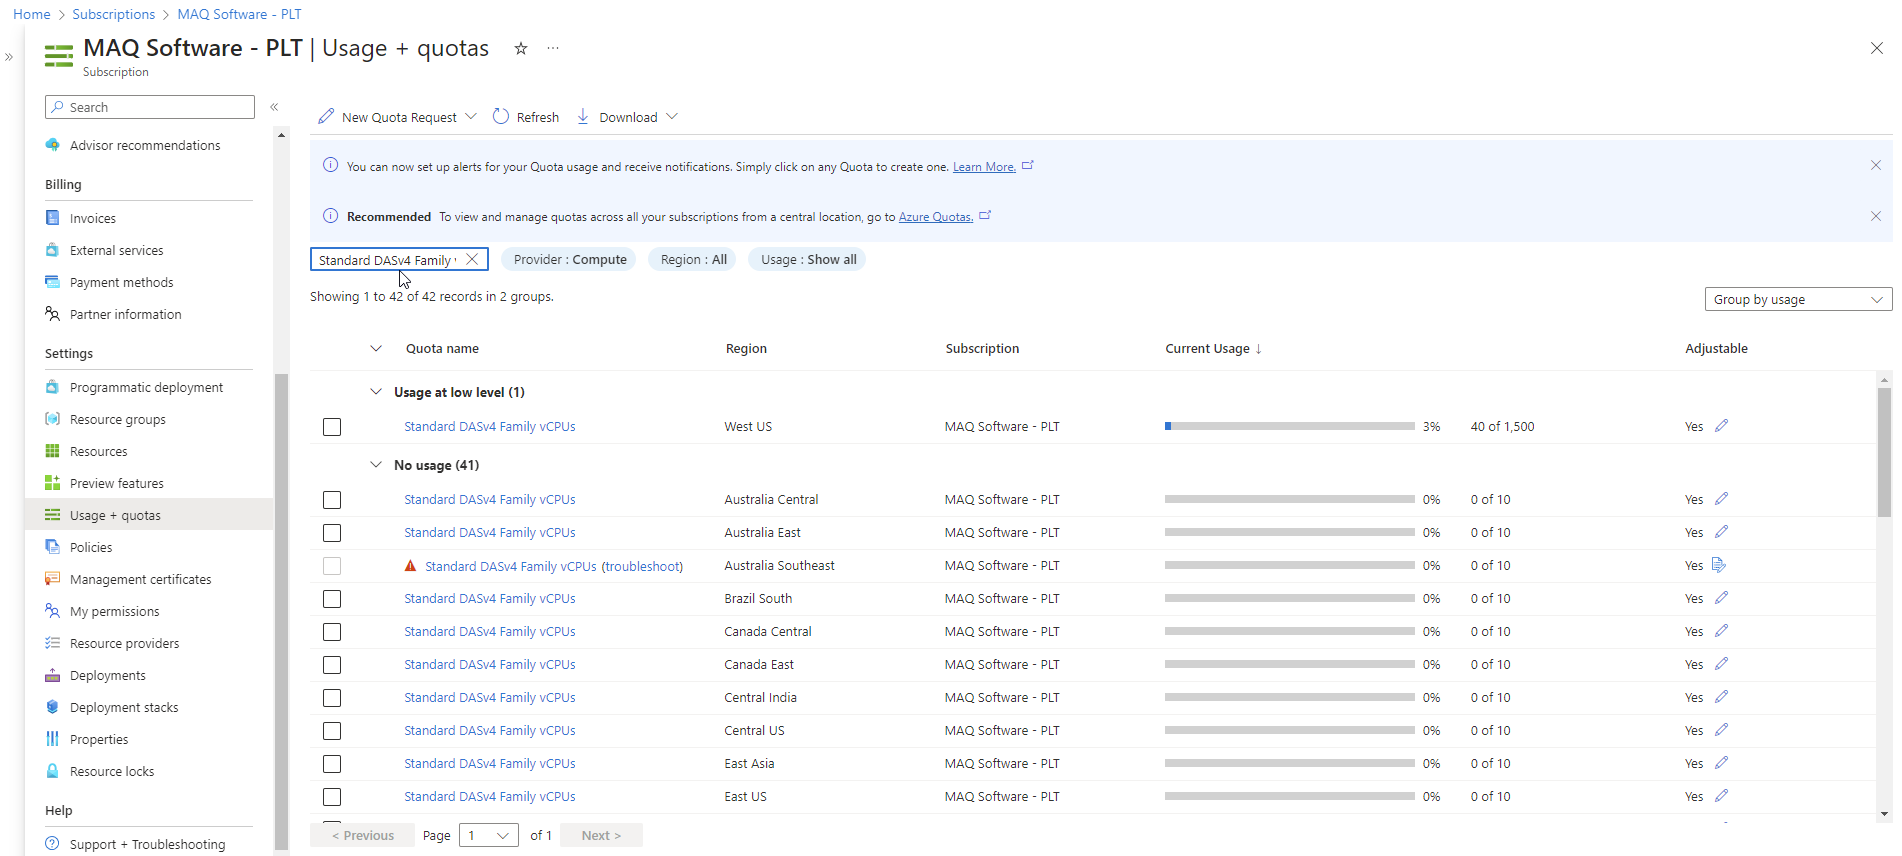 Home > Subscriptions > MAQ Software - PLT
MAQ Software - PLT | Usage + quotas
Subscription
Search
Advisor recommendations
Billing
Invoices
External services
Payment methods
Partner information
Settings
Programmatic deployment
Resource groups
Resources
Preview features
Usage + quotas
Policies
Management certificates
My permissions
Resource providers
Deployments
Deployment stacks
Properties
Resource locks
Help
Support + Troubleshooting
New Quota Request Refresh Download
You can now set up alerts for your Quota usage and receive notifications. Simply click on any Quota to create one. Learn More.
Recommended To view and manage quotas across all your subscriptions from a central location, go to Azure Quotas.
Standard DASv4 Family Provider : Compute Region : All Usage : Show all
Showing 1 to 42 of 42 records in 2 groups.
Group by usage
Quota name Region Subscription Current Usage ↓ Adjustable
Usage at low level (1)
Standard DASv4 Family vCPUs West US MAQ Software - PLT 3% 40 of 1,500 Yes
No usage (41)
Standard DASv4 Family vCPUs Australia Central MAQ Software - PLT 0% 0 of 10 Yes
Standard DASv4 Family vCPUs Australia East MAQ Software - PLT 0% 0 of 10 Yes
Standard DASv4 Family vCPUs (troubleshoot) Australia Southeast MAQ Software - PLT 0% 0 of 10 Yes
Standard DASv4 Family vCPUs Brazil South MAQ Software - PLT 0% 0 of 10 Yes
Standard DASv4 Family vCPUs Canada Central MAQ Software - PLT 0% 0 of 10 Yes
Standard DASv4 Family vCPUs Canada East MAQ Software - PLT 0% 0 of 10 Yes
Standard DASv4 Family vCPUs Central India MAQ Software - PLT 0% 0 of 10 Yes
Standard DASv4 Family vCPUs Central US MAQ Software - PLT 0% 0 of 10 Yes
Standard DASv4 Family vCPUs East Asia MAQ Software - PLT 0% 0 of 10 Yes
Standard DASv4 Family vCPUs East US MAQ Software - PLT 0% 0 of 10 Yes
< Previous Page 1 of 1 Next >